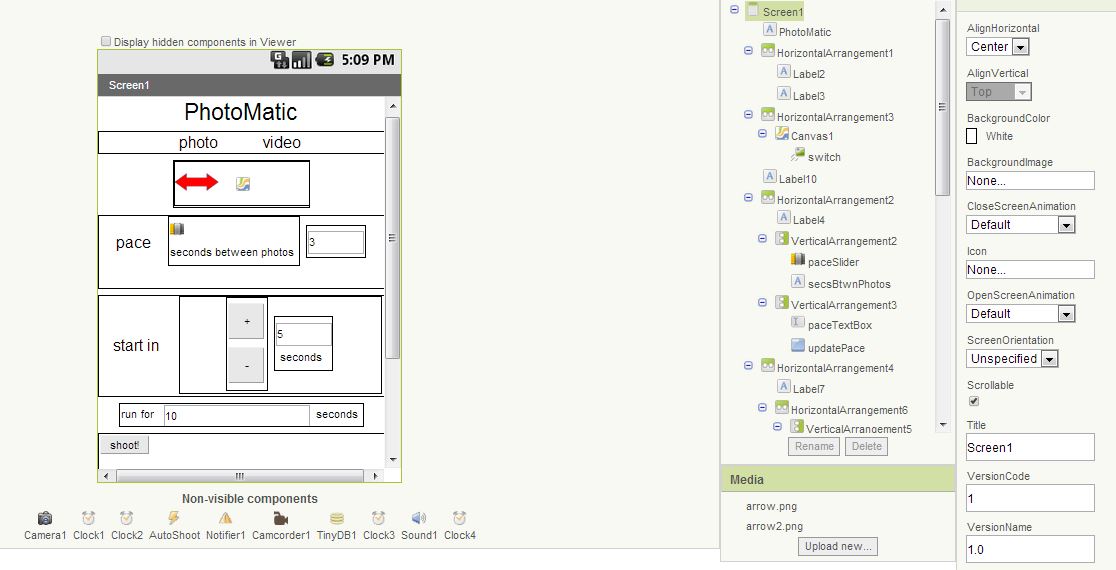 Display hidden components in Viewer
5:09 PM
Screen1
PhotoMatic
photo video
pace
seconds between photos
3
start in
+
-
5
seconds
run for 10 seconds
shoot!
Non-visible components
Camera1 Clock1 Clock2 AutoShoot Notifier1 Camcorder1 TinyDB1 Clock3 Sound1 Clock4
Screen1
PhotoMatic
HorizontalArrangement1
Label2
Label3
HorizontalArrangement3
Canvas1
switch
Label10
HorizontalArrangement2
Label4
VerticalArrangement2
paceSlider
secsBtwnPhotos
VerticalArrangement3
paceTextBox
updatePace
HorizontalArrangement4
Label7
HorizontalArrangement6
VerticalArrangement5
Rename Delete
Media
arrow.png
arrow2.png
Upload new...
AlignHorizontal
Center
AlignVertical
Top
BackgroundColor
White
BackgroundImage
None...
CloseScreenAnimation
Default
Icon
None...
OpenScreenAnimation
Default
ScreenOrientation
Unspecified
Scrollable
Title
Screen1
VersionCode
1
VersionName
1.0